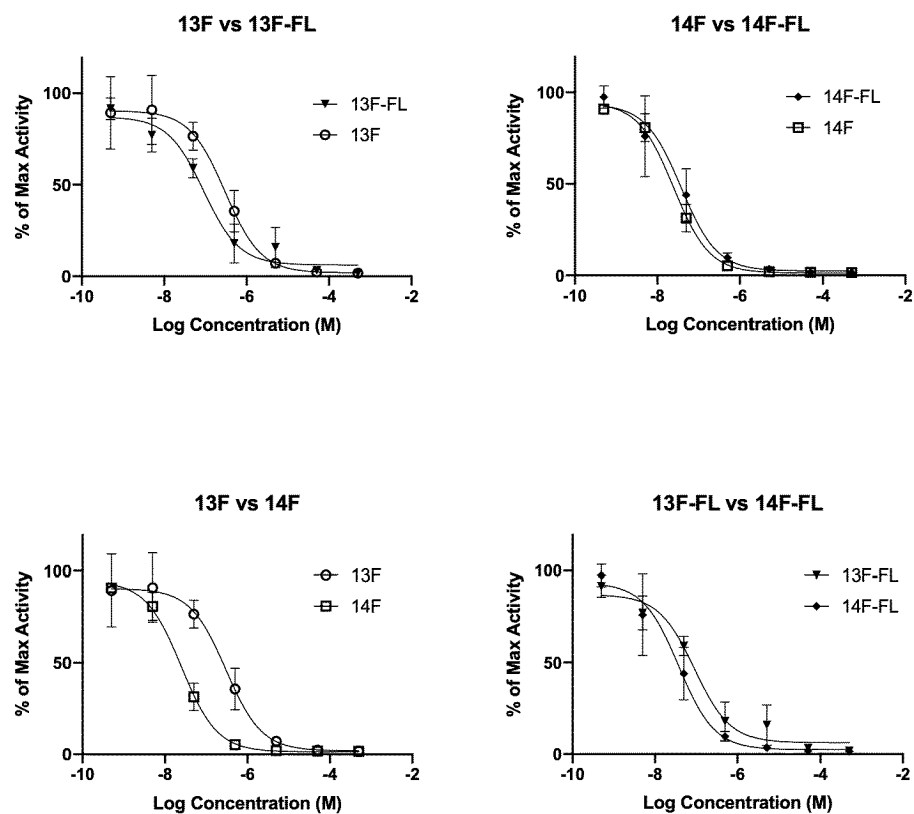 13F vs 13F-FL
% of Max Activity
100
50
0
-10
-8
-6
-4
-2
Log Concentration (M)
13F-FL
13F
14F vs 14F-FL
% of Max Activity
100
50
0
-10
-8
-6
-4
-2
Log Concentration (M)
14F-FL
14F
13F vs 14F
% of Max Activity
100
50
0
-10
-8
-6
-4
-2
Log Concentration (M)
13F
14F
13F-FL vs 14F-FL
% of Max Activity
100
50
0
-10
-8
-6
-4
-2
Log Concentration (M)
13F-FL
14F-FL